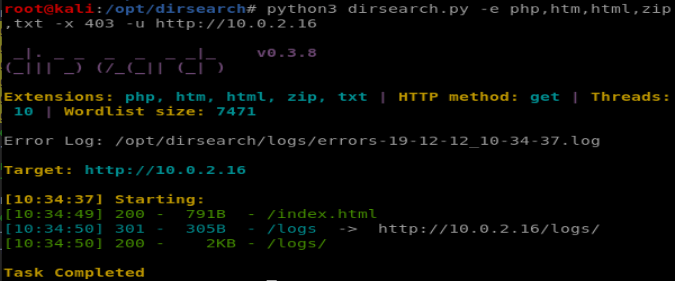 root@kali:/opt/dirsearch# python3 dirsearch.py -e php,htm,html,zip
,txt -x 403 -u http://10.0.2.16
 _|. _ _  _  _  _ _|_    v0.3.8
(_||| _) (/_(_|| (_| )
Extensions: php, htm, html, zip, txt | HTTP method: get | Threads:
 10 | Wordlist size: 7471
Error Log: /opt/dirsearch/logs/errors-19-12-12_10-34-37.log
Target: http://10.0.2.16
[10:34:37] Starting:
[10:34:49] 200 -  791B  - /index.html
[10:34:50] 301 -  305B  - /logs  ->  http://10.0.2.16/logs/
[10:34:50] 200 -    2KB - /logs/
Task Completed